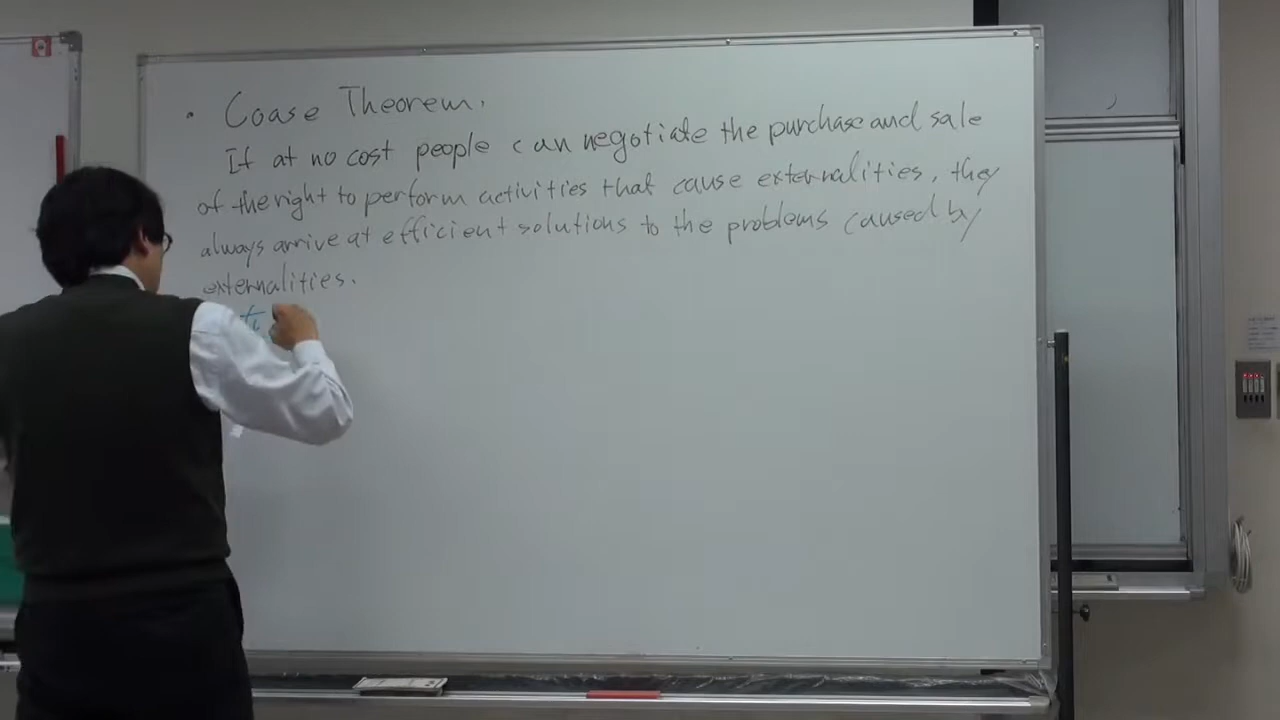 • Coase Theorem.
If at no cost people can negotiate the purchase and sale
of the right to perform activities that cause externalities, they
always arrive at efficient solutions to the problems caused by
externalities.